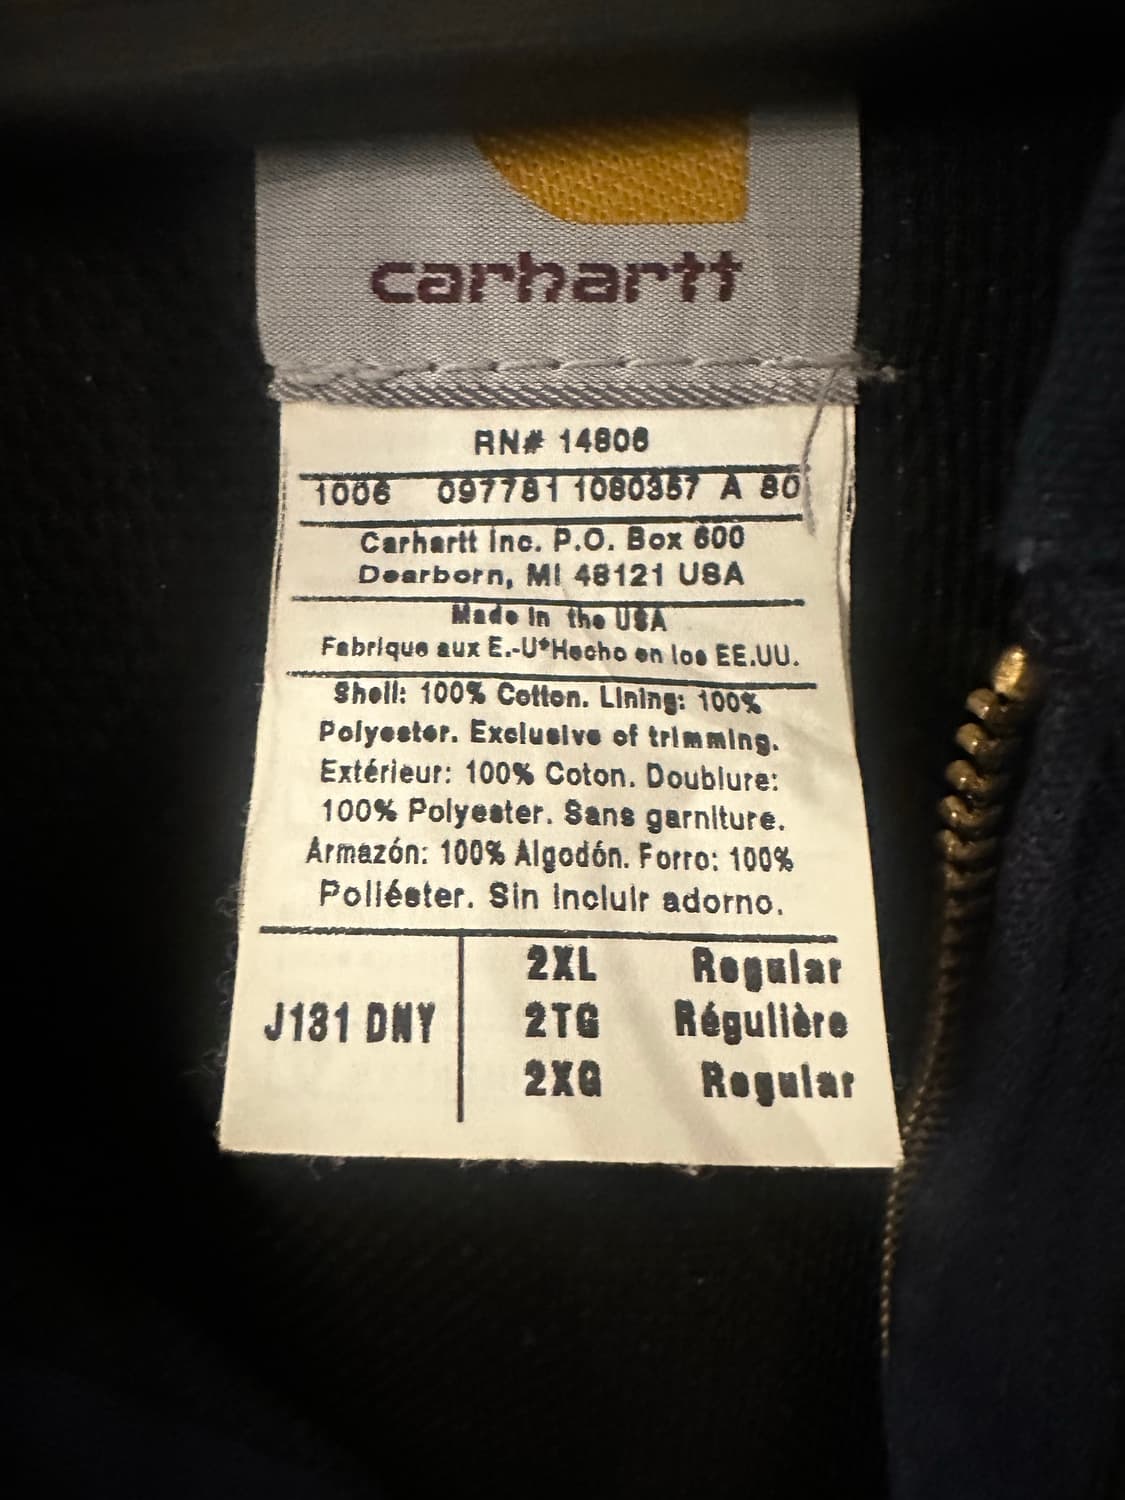 carhartt
RN# 14806
1006 097781 1080357 A 80
Carhartt Inc. P.O. Box 600
Dearborn, MI 48121 USA
Made in the USA
Fabrique aux E.-U*Hecho en los EE.UU.
Shell: 100% Cotton. Lining: 100%
Polyester. Exclusive of trimming.
Extérieur: 100% Coton. Doublure:
100% Polyester. Sans garniture.
Armazón: 100% Algodón. Forro: 100%
Poliéster. Sin incluir adorno.
J131 DNY
2XL Regular
2TG Régulière
2XG Regular